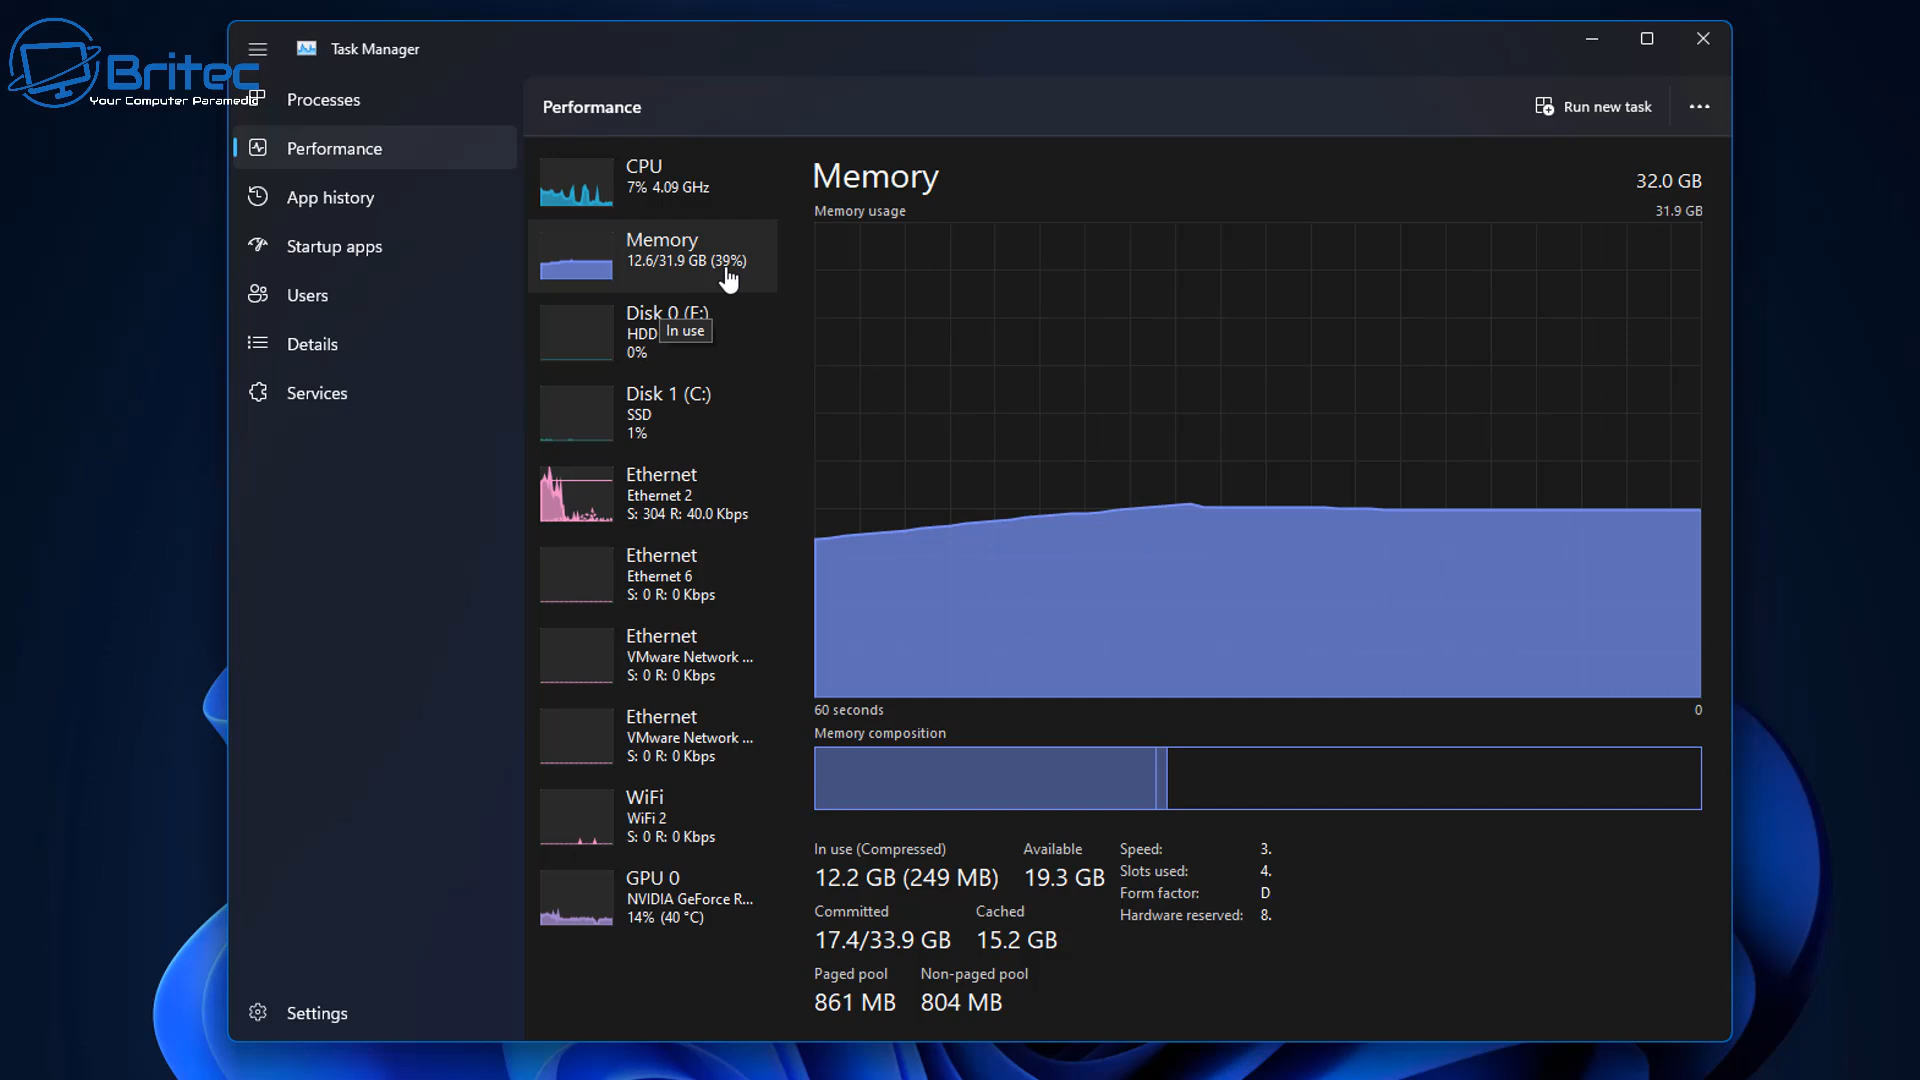 Britec
Your Computer Paramedic
Task Manager
Processes
Performance
App history
Startup apps
Users
Details
Services
Settings
Performance
Run new task
CPU
7% 4.09 GHz
Memory
12.6/31.9 GB (39%)
Disk 0 (F:)
HDD
In use
0%
Disk 1 (C:)
SSD
1%
Ethernet
Ethernet 2
S: 304 R: 40.0 Kbps
Ethernet
Ethernet 6
S: 0 R: 0 Kbps
Ethernet
VMware Network ...
S: 0 R: 0 Kbps
Ethernet
VMware Network ...
S: 0 R: 0 Kbps
WiFi
WiFi 2
S: 0 R: 0 Kbps
GPU 0
NVIDIA GeForce R...
14% (40 °C)
Memory
32.0 GB
Memory usage
31.9 GB
60 seconds
0
Memory composition
In use (Compressed)
12.2 GB (249 MB)
Available
19.3 GB
Committed
17.4/33.9 GB
Cached
15.2 GB
Paged pool
861 MB
Non-paged pool
804 MB
Speed: 3.
Slots used: 4.
Form factor: D
Hardware reserved: 8.